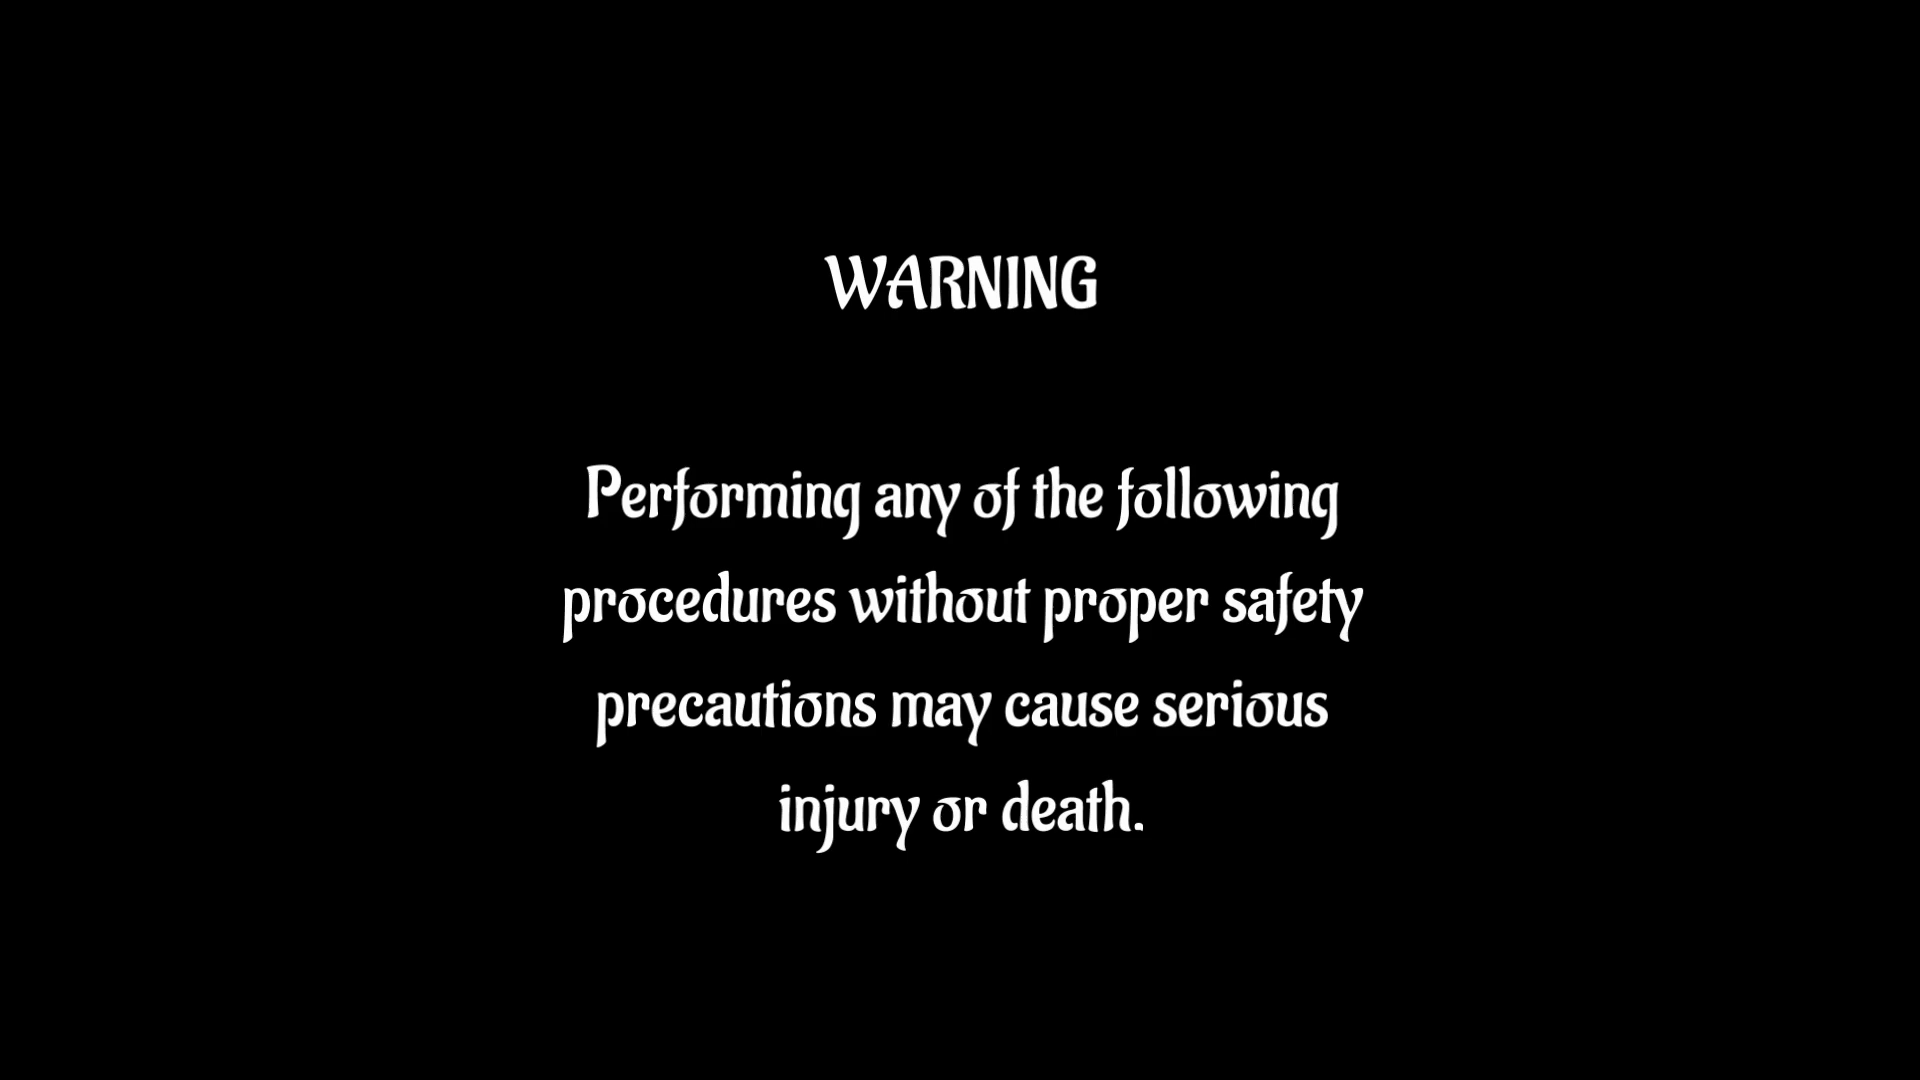 WARNING
Performing any of the following
procedures without proper safety
precautions may cause serious
injury or death.